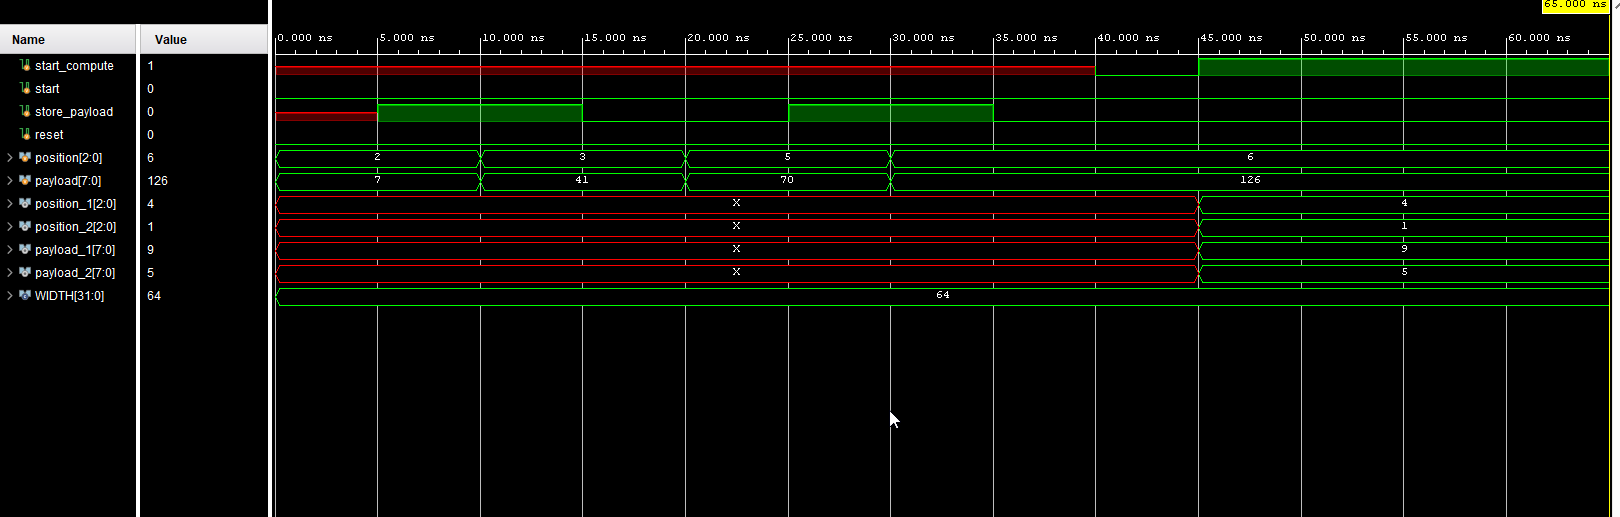 65.000 ns
Name Value
0.000 ns 5.000 ns 10.000 ns 15.000 ns 20.000 ns 25.000 ns 30.000 ns 35.000 ns 40.000 ns 45.000 ns 50.000 ns 55.000 ns 60.000 ns
start_compute 1
start 0
store_payload 0
reset 0
position[2:0] 6 2 3 5 6
payload[7:0] 126 7 41 70 126
position_1[2:0] 4 X 4
position_2[2:0] 1 X 1
payload_1[7:0] 9 X 9
payload_2[7:0] 5 X 5
WIDTH[31:0] 64 64